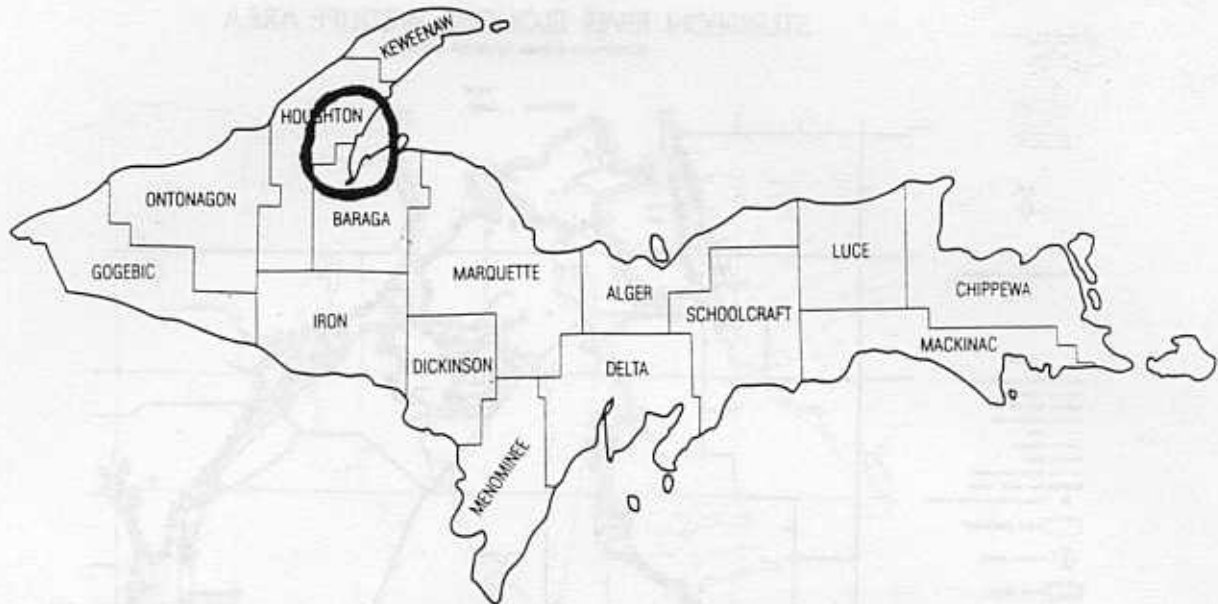 KEWEENAW
HOUGHTON
ONTONAGON
BARAGA
GOGEBIC
MARQUETTE
ALGER
LUCE
CHIPPEWA
SCHOOLCRAFT
IRON
MACKINAC
DICKINSON
DELTA
MENOMINEE